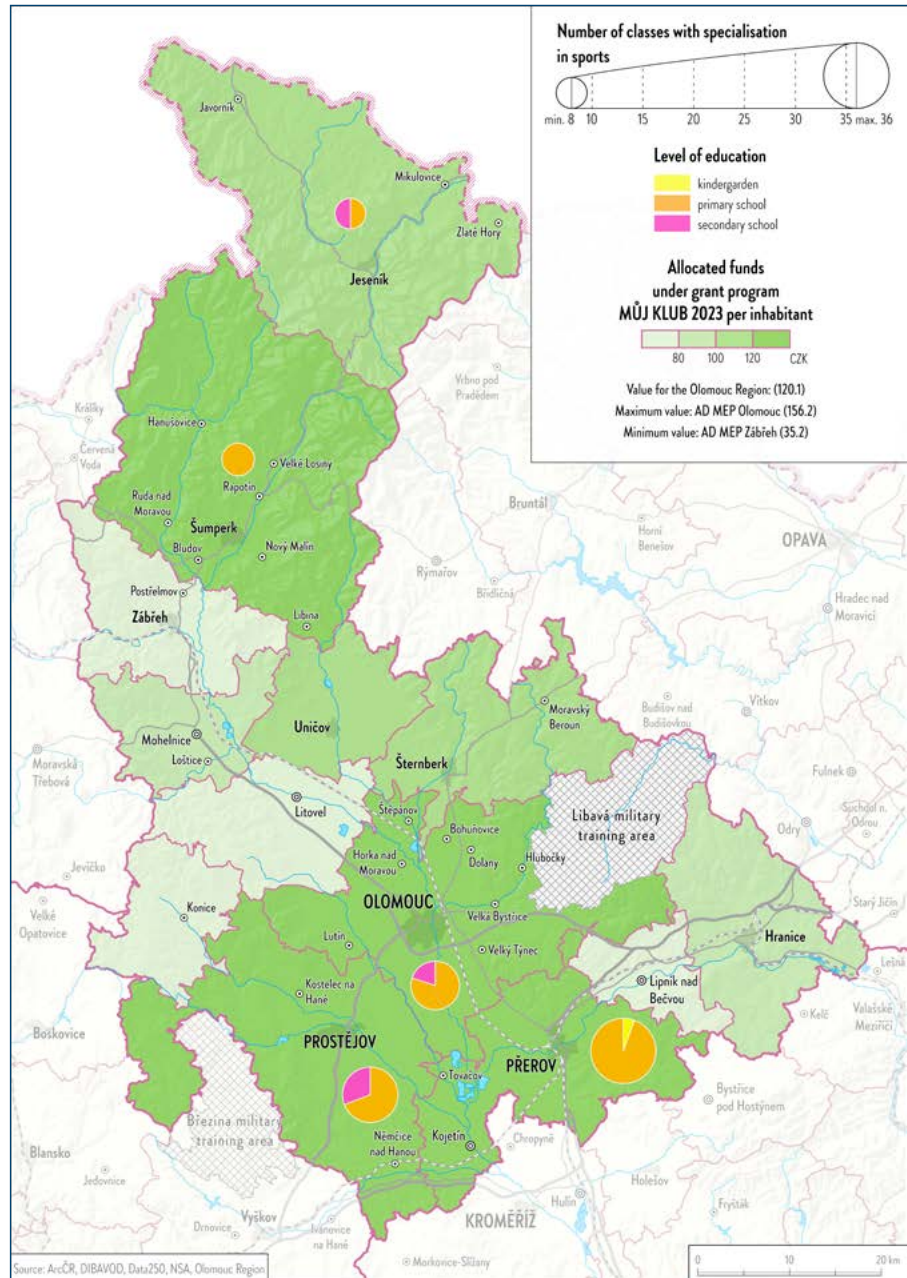 Number of classes with specialisation
in sports
min. 8 10 15 20 25 30 35 max. 36
Level of education
kindergarden
primary school
secondary school
Allocated funds
under grant program
MŮJ KLUB 2023 per inhabitant
80 100 120 CZK
Value for the Olomouc Region: (120.1)
Maximum value: AD MEP Olomouc (156.2)
Minimum value: AD MEP Zábřeh (35.2)
Javorník
Mikulovice
Zlaté Hory
Jeseník
Vrbno pod
Pradědem
Králíky
Hanušovice
Červená
Voda
Velké Losiny
Rapotín
Ruda nad
Moravou
Šumperk
Bruntál
Horní
Benešov
OPAVA
Bludov
Nový Malín
Rýmařov
Břidličná
Postřelmov
Zábřeh
Hradec nad
Moravicí
Libina
Uničov
Moravský
Beroun
Budišov nad
Budišovkou
Vítkov
Mohelnice
Loštice
Moravská
Třebová
Šternberk
Fulnek
Litovel
Štěpánov
Bohuňovice
Libavá military
training area
Suchdol n.
Odrou
Odry
Horka nad
Moravou
Dolany
Hlubočky
Jevíčko
Velké
Opatovice
Konice
OLOMOUC
Velká Bystřice
Starý Jičín
Lutín
Velký Týnec
Hranice
Lešná
Kostelec na
Hané
Lipník nad
Bečvou
Kelč
Valašské
Meziříčí
Boskovice
PROSTĚJOV
PŘEROV
Tovačov
Bystřice
pod Hostýnem
Březina military
training area
Němčice
nad Hanou
Kojetín
Chropyně
Blansko
Jedovnice
Holešov
Vyškov
Hulín
Fryšták
Drnovice
Ivanovice
na Hané
KROMĚŘÍŽ
Morkovice-Slížany
Source: ArcČR, DIBAVOD, Data250, NSA, Olomouc Region
0 10 20 km